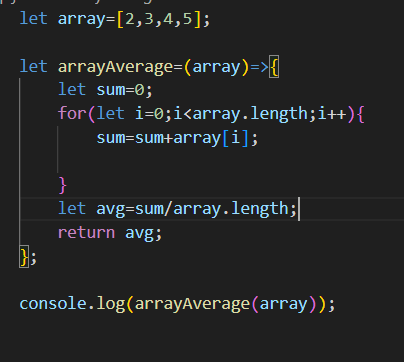 let array=[2,3,4,5];
let arrayAverage=(array)=>{
let sum=0;
for(let i=0;i<array.length;i++){
sum=sum+array[i];
}
let avg=sum/array.length;
return avg;
};
console.log(arrayAverage(array));